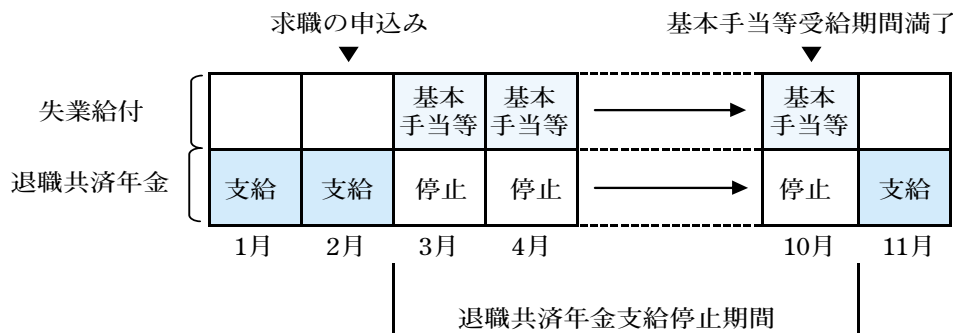 求職の申込み 基本手当等受給期間満了
失業給付 基本手当等 基本手当等 基本手当等
退職共済年金 支給 支給 停止 停止 停止 支給
1月 2月 3月 4月 10月 11月
退職共済年金支給停止期間